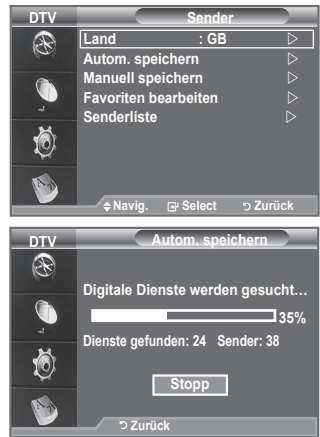 DTV Sender
Land : GB
Autom. speichern
Manuell speichern
Favoriten bearbeiten
Senderliste
Navig. Select Zurück
DTV Autom. speichern
Digitale Dienste werden gesucht...
35%
Dienste gefunden: 24 Sender: 38
Stopp
Zurück